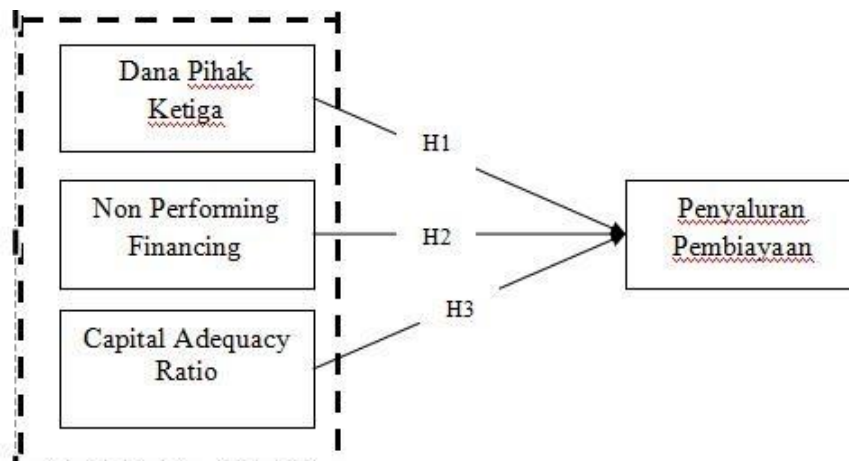 Dana Pihak
Ketiga
H1
Non Performing
Financing
H2
Penyaluran
Pembiayaan
Capital Adequacy
Ratio
H3